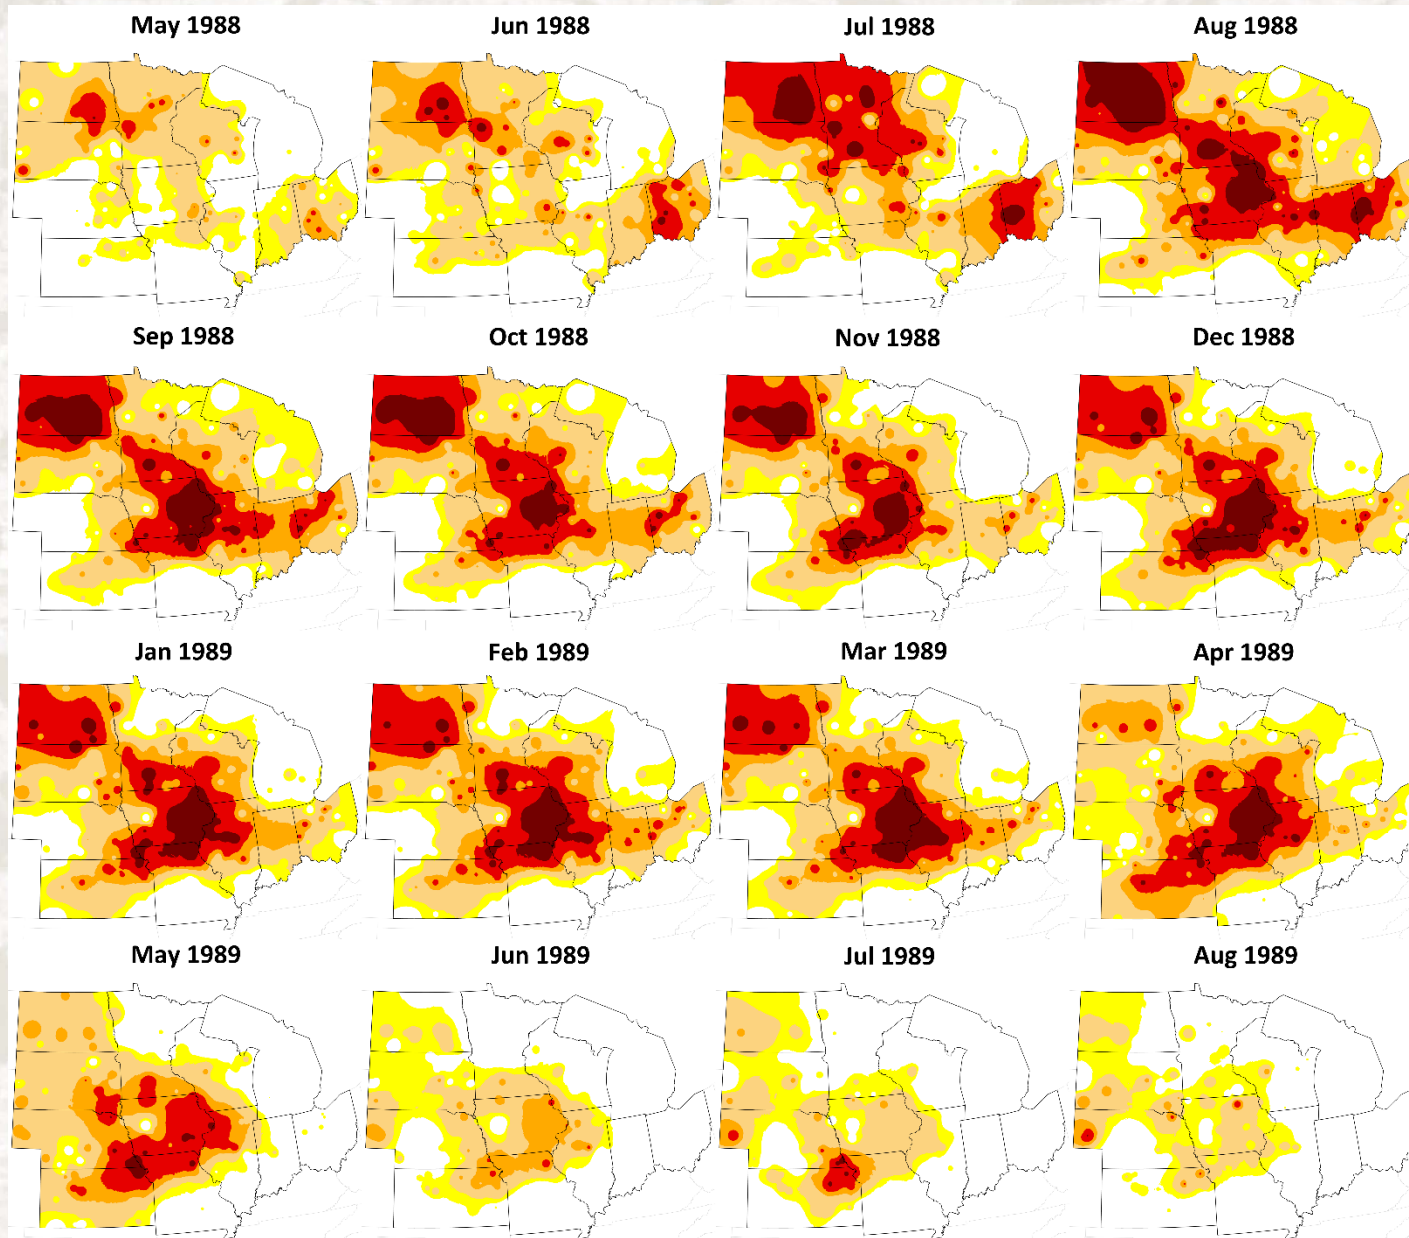 May 1988
Jun 1988
Jul 1988
Aug 1988
Sep 1988
Oct 1988
Nov 1988
Dec 1988
Jan 1989
Feb 1989
Mar 1989
Apr 1989
May 1989
Jun 1989
Jul 1989
Aug 1989